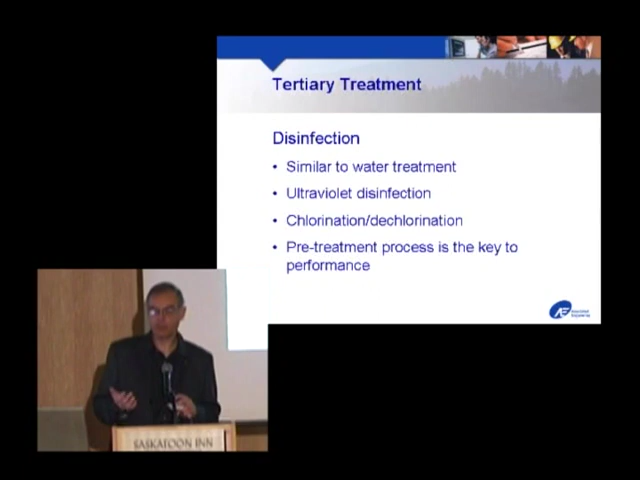 Tertiary Treatment
Disinfection
• Similar to water treatment
• Ultraviolet disinfection
• Chlorination/dechlorination
• Pre-treatment process is the key to
performance
AE
SASKATOON INN